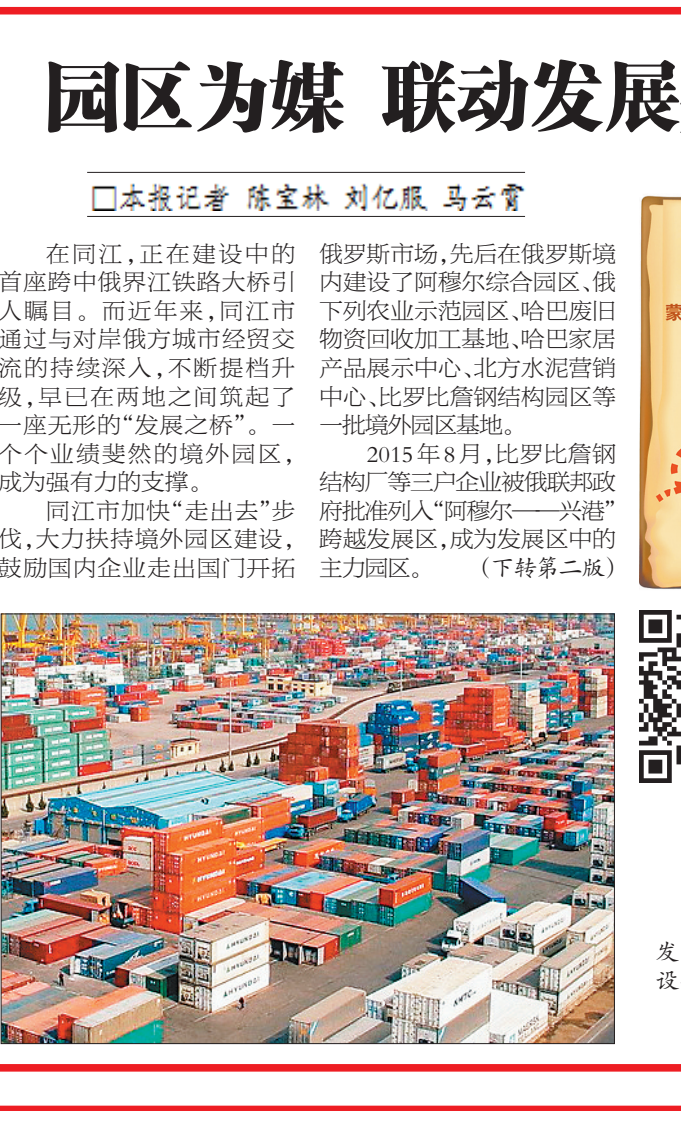 园区为媒 联动发展
□本报记者 陈宝林 刘亿服 马云霄
在同江,正在建设中的
首座跨中俄界江铁路大桥引
人瞩目。而近年来,同江市
通过与对岸俄方城市经贸交
流的持续深入,不断提档升
级,早已在两地之间筑起了
一座无形的“发展之桥”。一
个个业绩斐然的境外园区,
成为强有力的支撑。
同江市加快“走出去”步
伐,大力扶持境外园区建设,
鼓励国内企业走出国门开拓
俄罗斯市场,先后在俄罗斯境
内建设了阿穆尔综合园区、俄
下列农业示范园区、哈巴废旧
物资回收加工基地、哈巴家居
产品展示中心、北方水泥营销
中心、比罗比詹钢结构园区等
一批境外园区基地。
2015年8月,比罗比詹钢
结构厂等三户企业被俄联邦政
府批准列入“阿穆尔——兴港”
跨越发展区,成为发展区中的
主力园区。 (下转第二版)
蒙
HYUNDAI
HYUNDAI
HYUNDAI
HYUNDAI
HYUNDAI
HYUNDAI
HYUNDAI
KMTC
MAERSK
发
设